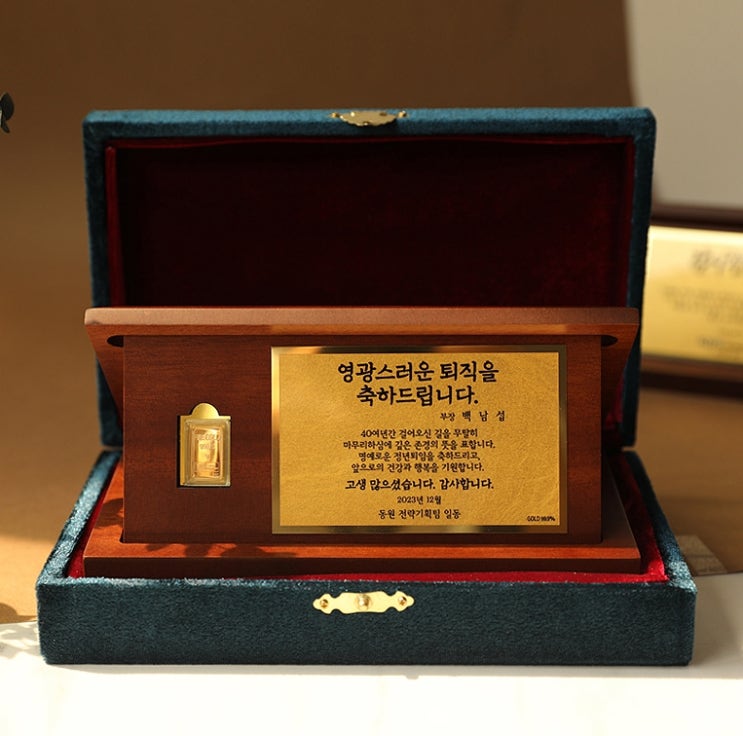 영광스러운 퇴직을
축하드립니다.
부장 백 남 섭
40여년간 걸어오신 길을 무탈히
마무리하심에 깊은 존경의 뜻을 표합니다.
명예로운 정년퇴임을 축하드리고,
앞으로의 건강과 행복을 기원합니다.
고생 많으셨습니다. 감사합니다.
2023년 12월
동원 전략기획팀 일동
GOLD 99.9%